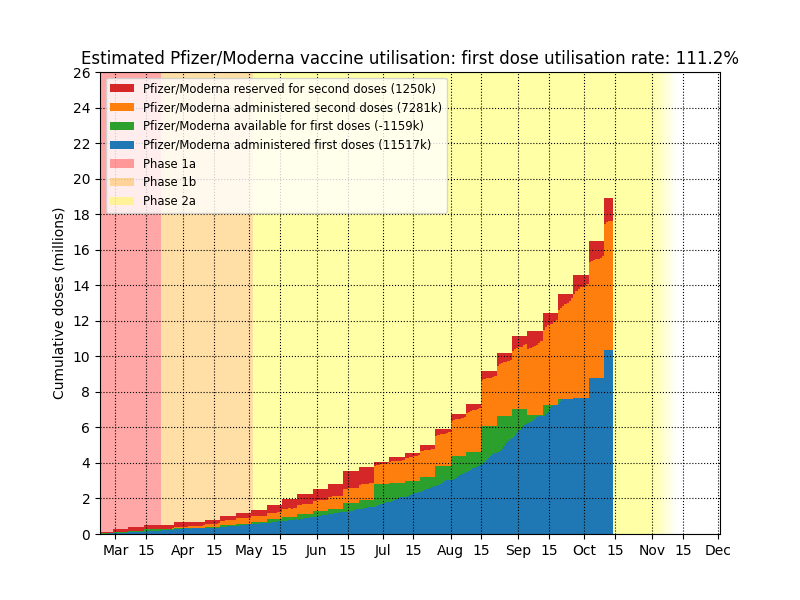 Estimated Pfizer/Moderna vaccine utilisation: first dose utilisation rate: 111.2%
Pfizer/Moderna reserved for second doses (1250k)
Pfizer/Moderna administered second doses (7281k)
Pfizer/Moderna available for first doses (-1159k)
Pfizer/Moderna administered first doses (11517k)
Phase 1a
Phase 1b
Phase 2a
Cumulative doses (millions)
26
24
22
20
18
16
14
12
10
8
6
4
2
0
Mar 15 Apr 15 May 15 Jun 15 Jul 15 Aug 15 Sep 15 Oct 15 Nov 15 Dec